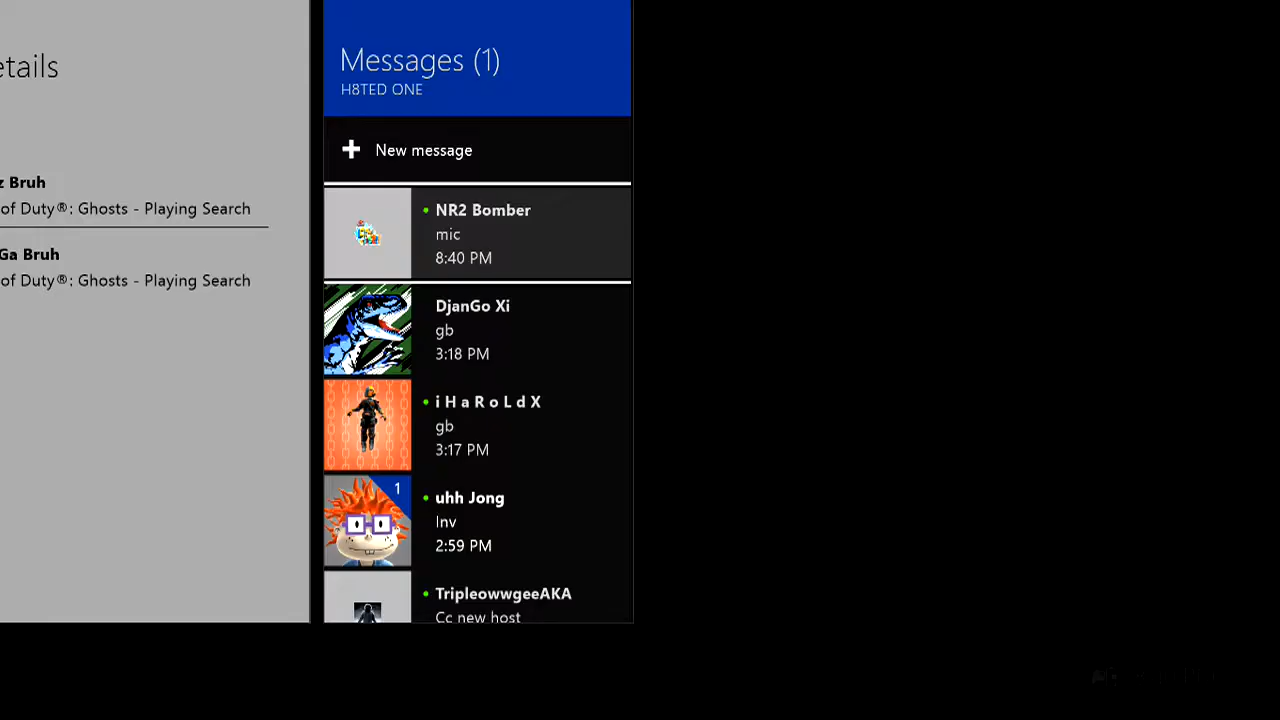 etails
z Bruh
of Duty®: Ghosts - Playing Search
Ga Bruh
of Duty®: Ghosts - Playing Search
Messages (1)
H8TED ONE
New message
NR2 Bomber
mic
8:40 PM
DjanGo Xi
gb
3:18 PM
i H a R o L d X
gb
3:17 PM
1
uhh Jong
Inv
2:59 PM
TripleowwgeeAKA
Cc new host